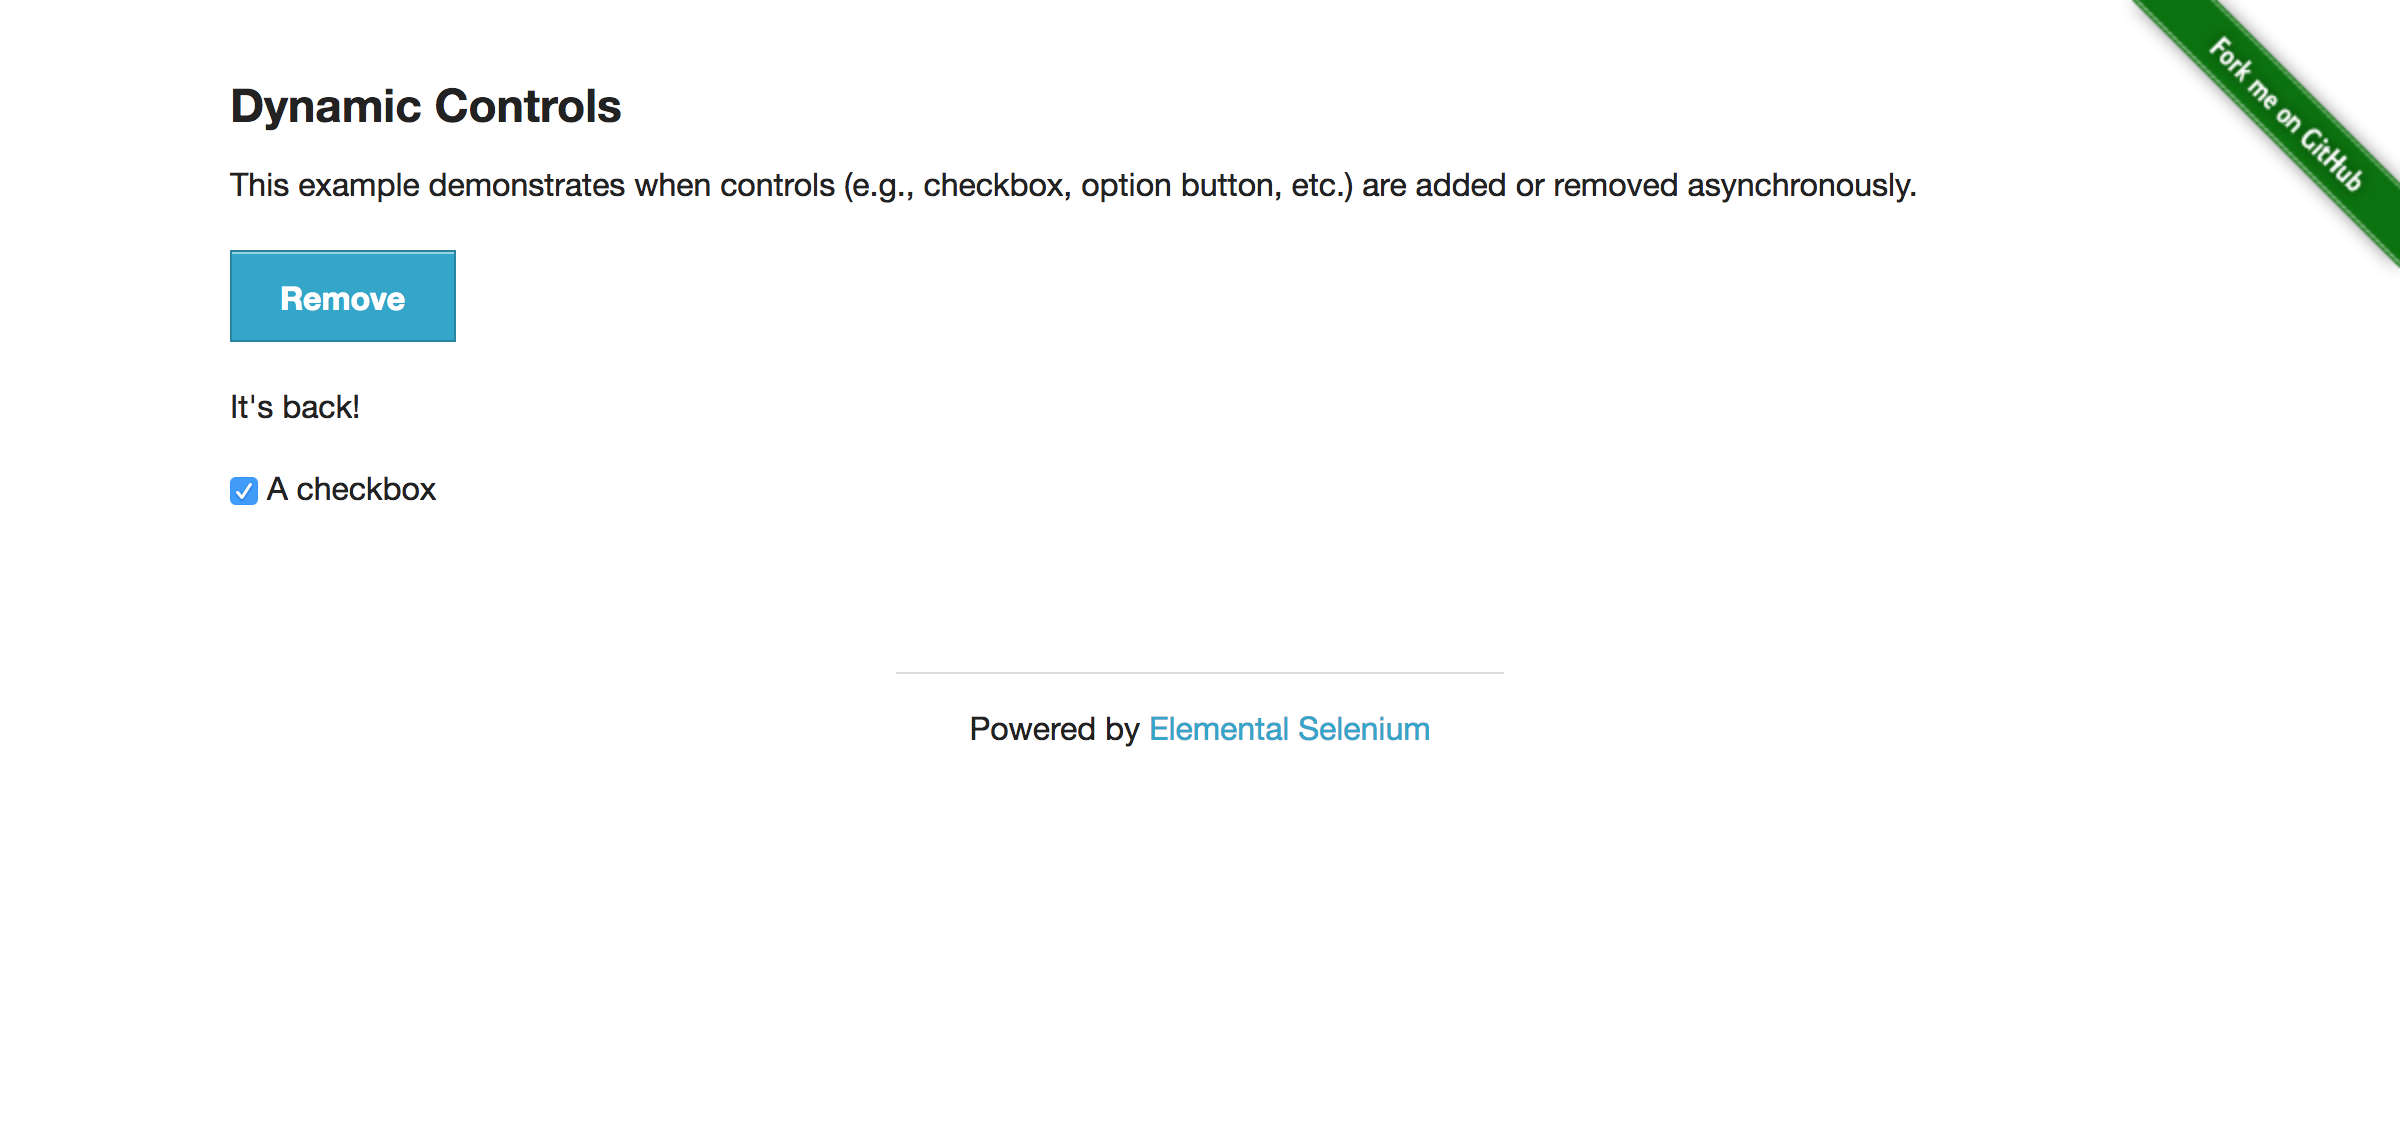 Fork me on GitHub
Dynamic Controls
This example demonstrates when controls (e.g., checkbox, option button, etc.) are added or removed asynchronously.
Remove
It's back!
A checkbox
Powered by Elemental Selenium